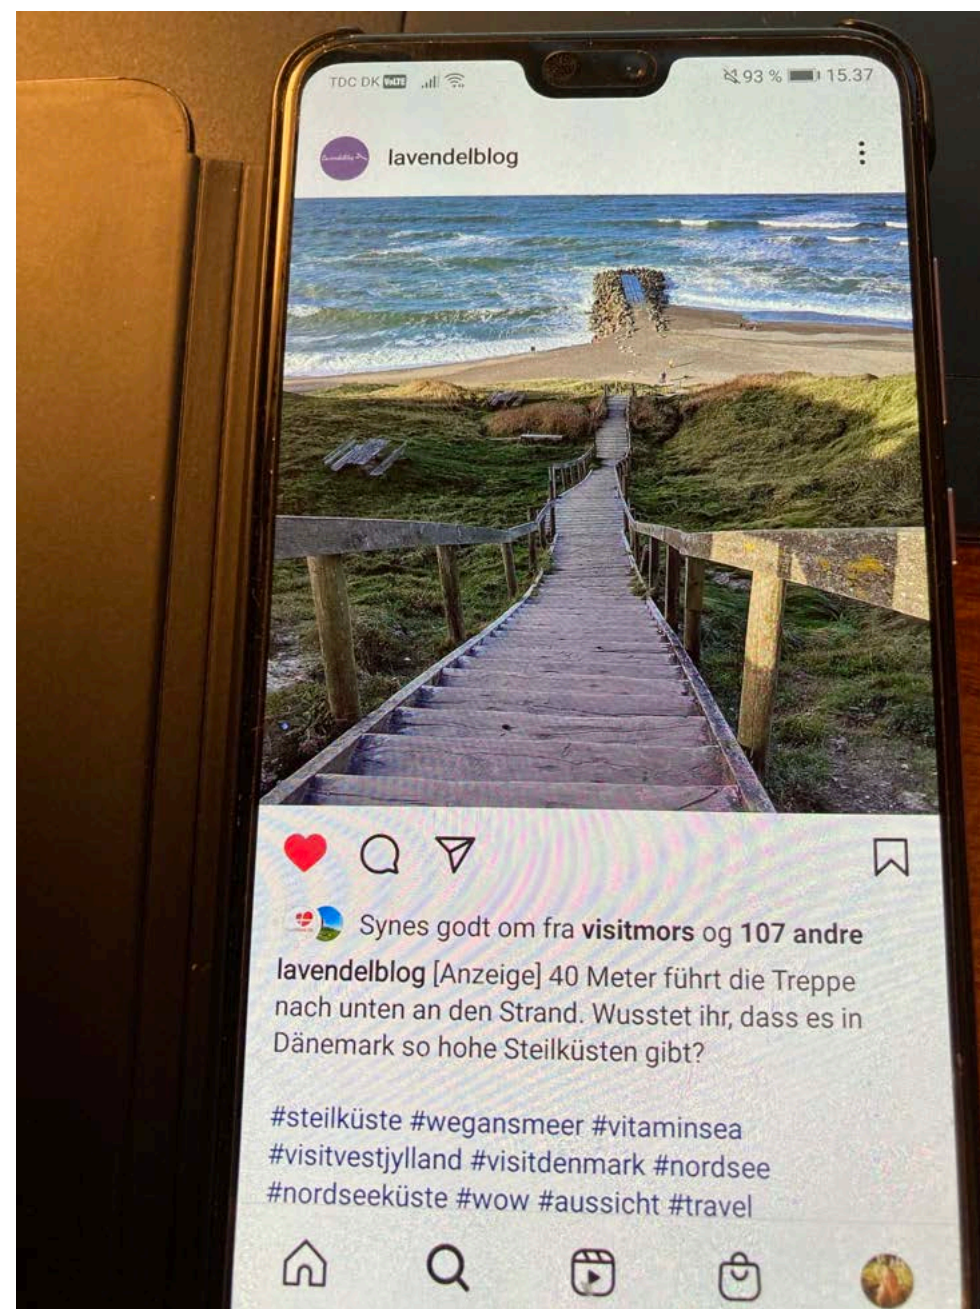 TDC DK VoLTE 93 % 15.37
lavendelblog
Synes godt om fra visitmors og 107 andre
lavendelblog [Anzeige] 40 Meter führt die Treppe
nach unten an den Strand. Wusstet ihr, dass es in
Dänemark so hohe Steilküsten gibt?
#steilküste #wegansmeer #vitaminsea
#visitvestjylland #visitdenmark #nordsee
#nordseeküste #wow #aussicht #travel